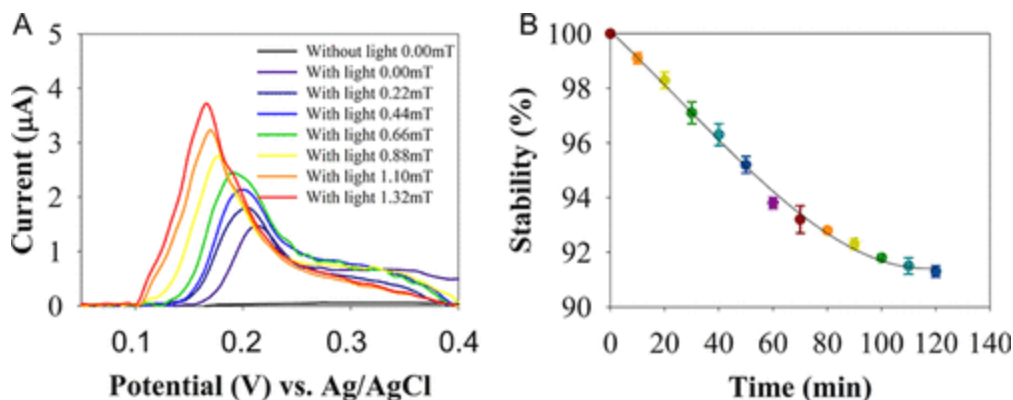 A
5
4
3
2
1
0
Current (µA)
Without light 0.00mT
With light 0.00mT
With light 0.22mT
With light 0.44mT
With light 0.66mT
With light 0.88mT
With light 1.10mT
With light 1.32mT
0.1 0.2 0.3 0.4
Potential (V) vs. Ag/AgCl
B
100
98
96
94
92
90
Stability (%)
0 20 40 60 80 100 120 140
Time (min)